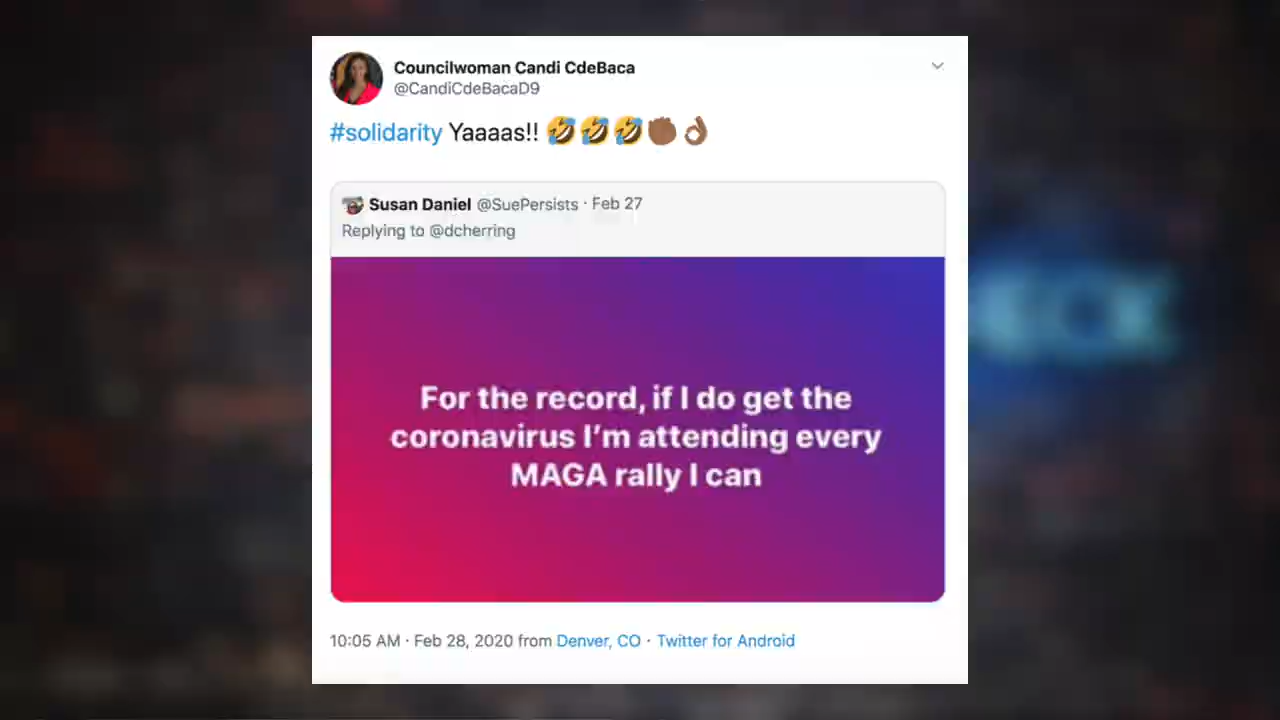 Councilwoman Candi CdeBaca
@CandiCdeBacaD9
#solidarity Yaaaas!! 🤣🤣🤣✊🏾👌🏾
Susan Daniel @SuePersists · Feb 27
Replying to @dcherring
For the record, if I do get the
coronavirus I’m attending every
MAGA rally I can
10:05 AM · Feb 28, 2020 from Denver, CO · Twitter for Android